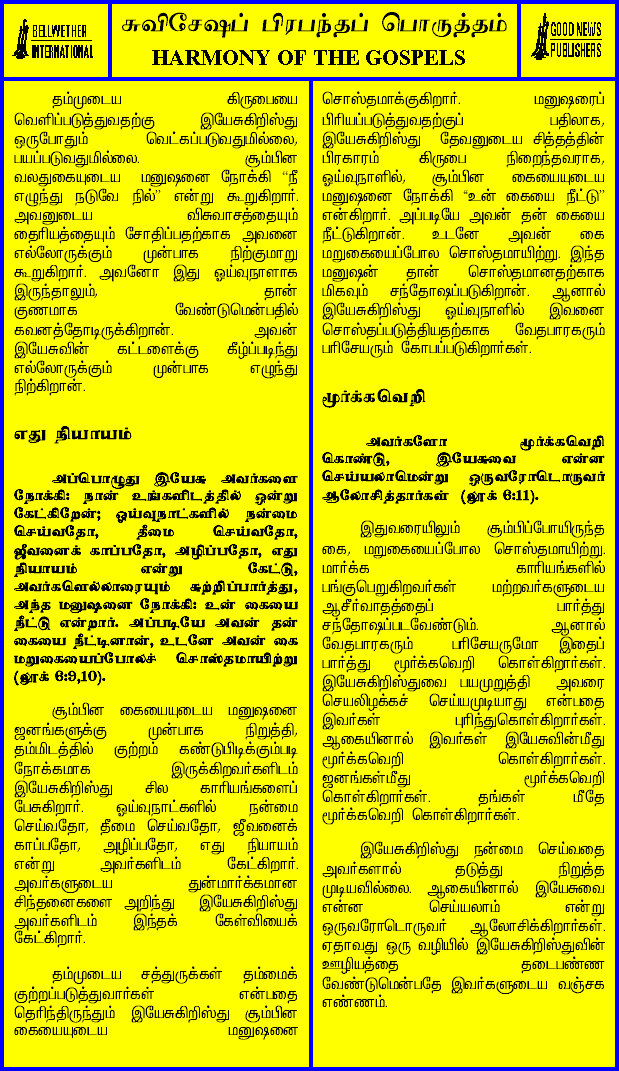 BELLWETHER
INTERNATIONAL
சுவிசேஷப் பிரபந்தப் பொருத்தம்
HARMONY OF THE GOSPELS
GOOD NEWS
PUBLISHERS
தம்முடைய கிருபையை
வெளிப்படுத்துவதற்கு இயேசுகிறிஸ்து
ஒருபோதும் வெட்கப்படுவதுமில்லை,
பயப்படுவதுமில்லை. சூம்பின
வலதுகையுடைய மனுஷனை நோக்கி “நீ
எழுந்து நடுவே நில்” என்று கூறுகிறார்.
அவனுடைய விசுவாசத்தையும்
தைரியத்தையும் சோதிப்பதற்காக அவனை
எல்லோருக்கும் முன்பாக நிற்குமாறு
கூறுகிறார். அவனோ இது ஓய்வுநாளாக
இருந்தாலும், தான்
குணமாக வேண்டுமென்பதில்
கவனத்தோடிருக்கிறான். அவன்
இயேசுவின் கட்டளைக்கு கீழ்ப்படிந்து
எல்லோருக்கும் முன்பாக எழுந்து
நிற்கிறான்.
எது நியாயம்
அப்பொழுது இயேசு அவர்களை
நோக்கி: நான் உங்களிடத்தில் ஒன்று
கேட்கிறேன்; ஓய்வுநாட்களில் நன்மை
செய்வதோ, தீமை செய்வதோ,
ஜீவனைக் காப்பதோ, அழிப்பதோ, எது
நியாயம் என்று கேட்டு,
அவர்களெல்லாரையும் சுற்றிப்பார்த்து,
அந்த மனுஷனை நோக்கி: உன் கையை
நீட்டு என்றார். அப்படியே அவன் தன்
கையை நீட்டினான், உடனே அவன் கை
மறுகையைப்போலச் சொஸ்தமாயிற்று
(லூக் 6:9,10).
சூம்பின கையையுடைய மனுஷனை
ஜனங்களுக்கு முன்பாக நிறுத்தி,
தம்மிடத்தில் குற்றம் கண்டுபிடிக்கும்படி
நோக்கமாக இருக்கிறவர்களிடம்
இயேசுகிறிஸ்து சில காரியங்களைப்
பேசுகிறார். ஓய்வுநாட்களில் நன்மை
செய்வதோ, தீமை செய்வதோ, ஜீவனைக்
காப்பதோ, அழிப்பதோ, எது நியாயம்
என்று அவர்களிடம் கேட்கிறார்.
அவர்களுடைய துன்மார்க்கமான
சிந்தனைகளை அறிந்து இயேசுகிறிஸ்து
அவர்களிடம் இந்தக் கேள்வியைக்
கேட்கிறார்.
தம்முடைய சத்துருக்கள் தம்மைக்
குற்றப்படுத்துவார்கள் என்பதை
தெரிந்திருந்தும் இயேசுகிறிஸ்து சூம்பின
கையையுடைய மனுஷனை
சொஸ்தமாக்குகிறார். மனுஷரைப்
பிரியப்படுத்துவதற்குப் பதிலாக,
இயேசுகிறிஸ்து தேவனுடைய சித்தத்தின்
பிரகாரம் கிருபை நிறைந்தவராக,
ஓய்வுநாளில், சூம்பின கையையுடைய
மனுஷனை நோக்கி “உன் கையை நீட்டு”
என்கிறார். அப்படியே அவன் தன் கையை
நீட்டுகிறான். உடனே அவன் கை
மறுகையைப்போல சொஸ்தமாயிற்று. இந்த
மனுஷன் தான் சொஸ்தமானதற்காக
மிகவும் சந்தோஷப்படுகிறான். ஆனால்
இயேசுகிறிஸ்து ஓய்வுநாளில் இவனை
சொஸ்தப்படுத்தியதற்காக வேதபாரகரும்
பரிசேயரும் கோபப்படுகிறார்கள்.
மூர்க்கவெறி
அவர்களோ மூர்க்கவெறி
கொண்டு, இயேசுவை என்ன
செய்யலாமென்று ஒருவரோடொருவர்
ஆலோசித்தார்கள் (லூக் 6:11).
இதுவரையிலும் சூம்பிப்போயிருந்த
கை, மறுகையைப்போல சொஸ்தமாயிற்று.
மார்க்க காரியங்களில்
பங்குபெறுகிறவர்கள் மற்றவர்களுடைய
ஆசீர்வாதத்தைப் பார்த்து
சந்தோஷப்படவேண்டும். ஆனால்
வேதபாரகரும் பரிசேயருமோ இதைப்
பார்த்து மூர்க்கவெறி கொள்கிறார்கள்.
இயேசுகிறிஸ்துவை பயமுறுத்தி அவரை
செயலிழக்கச் செய்யமுடியாது என்பதை
இவர்கள் புரிந்துகொள்கிறார்கள்.
ஆகையினால் இவர்கள் இயேசுவின்மீது
மூர்க்கவெறி கொள்கிறார்கள்.
ஜனங்கள்மீது மூர்க்கவெறி
கொள்கிறார்கள். தங்கள் மீதே
மூர்க்கவெறி கொள்கிறார்கள்.
இயேசுகிறிஸ்து நன்மை செய்வதை
அவர்களால் தடுத்து நிறுத்த
முடியவில்லை. ஆகையினால் இயேசுவை
என்ன செய்யலாம் என்று
ஒருவரோடொருவர் ஆலோசிக்கிறார்கள்.
ஏதாவது ஒரு வழியில் இயேசுகிறிஸ்துவின்
ஊழியத்தை தடைபண்ண
வேண்டுமென்பதே இவர்களுடைய வஞ்சக
எண்ணம்.